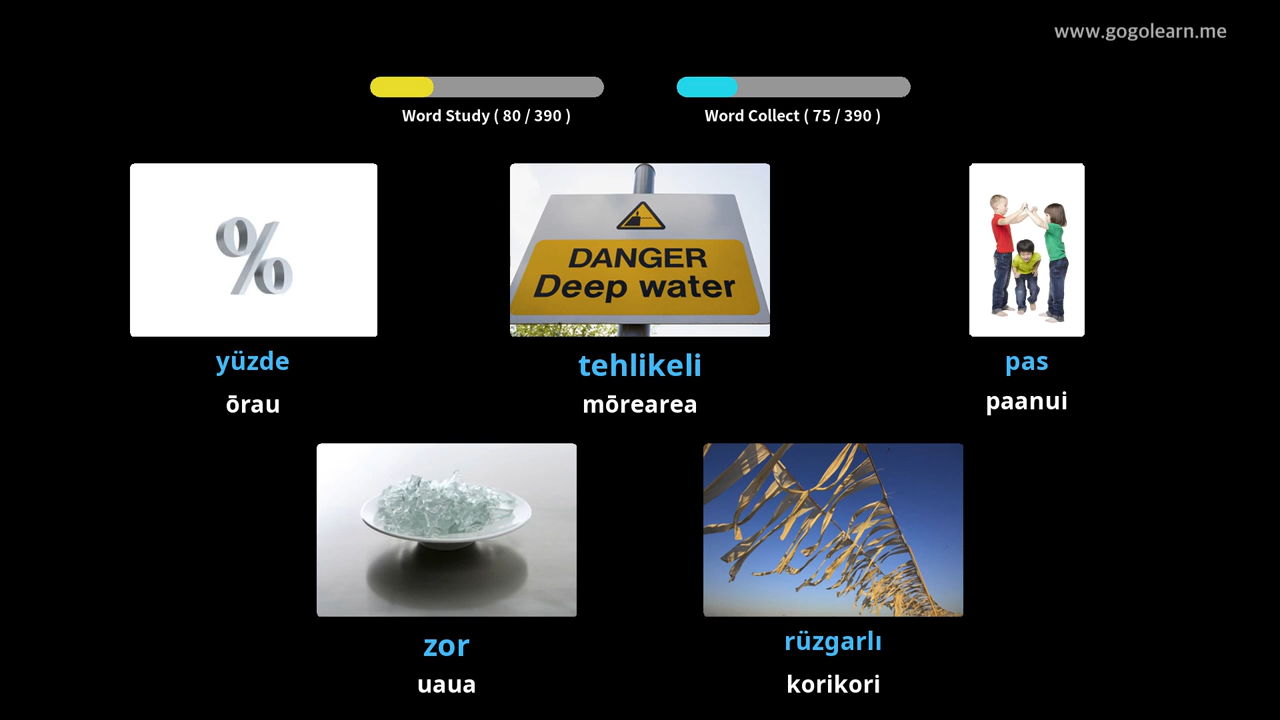 www.gogolearn.me
Word Study ( 80 / 390 )
Word Collect ( 75 / 390 )
%
DANGER
Deep water
yüzde
tehlikeli
pas
ōrau
mōrearea
paanui
zor
rüzgarlı
uaua
korikori